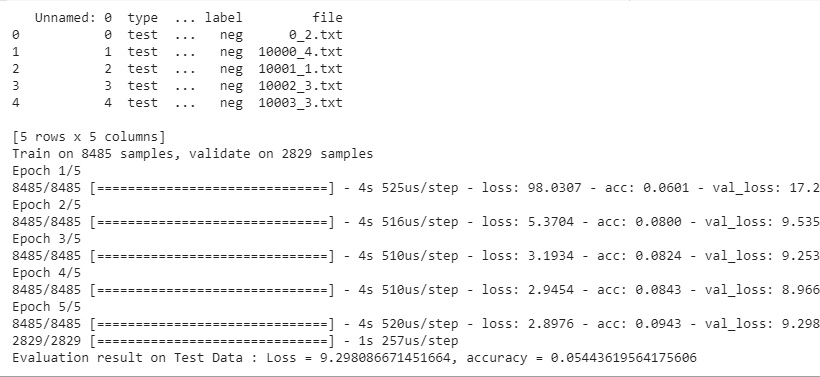 Unnamed: 0 type ... label file
0 0 test ... neg 0_2.txt
1 1 test ... neg 10000_4.txt
2 2 test ... neg 10001_1.txt
3 3 test ... neg 10002_3.txt
4 4 test ... neg 10003_3.txt
[5 rows x 5 columns]
Train on 8485 samples, validate on 2829 samples
Epoch 1/5
8485/8485 [==============================] - 4s 525us/step - loss: 98.0307 - acc: 0.0601 - val_loss: 17.2
Epoch 2/5
8485/8485 [==============================] - 4s 516us/step - loss: 5.3704 - acc: 0.0800 - val_loss: 9.535
Epoch 3/5
8485/8485 [==============================] - 4s 510us/step - loss: 3.1934 - acc: 0.0824 - val_loss: 9.253
Epoch 4/5
8485/8485 [==============================] - 4s 510us/step - loss: 2.9454 - acc: 0.0843 - val_loss: 8.966
Epoch 5/5
8485/8485 [==============================] - 4s 520us/step - loss: 2.8976 - acc: 0.0943 - val_loss: 9.298
2829/2829 [==============================] - 1s 257us/step
Evaluation result on Test Data : Loss = 9.298086671451664, accuracy = 0.05443619564175606